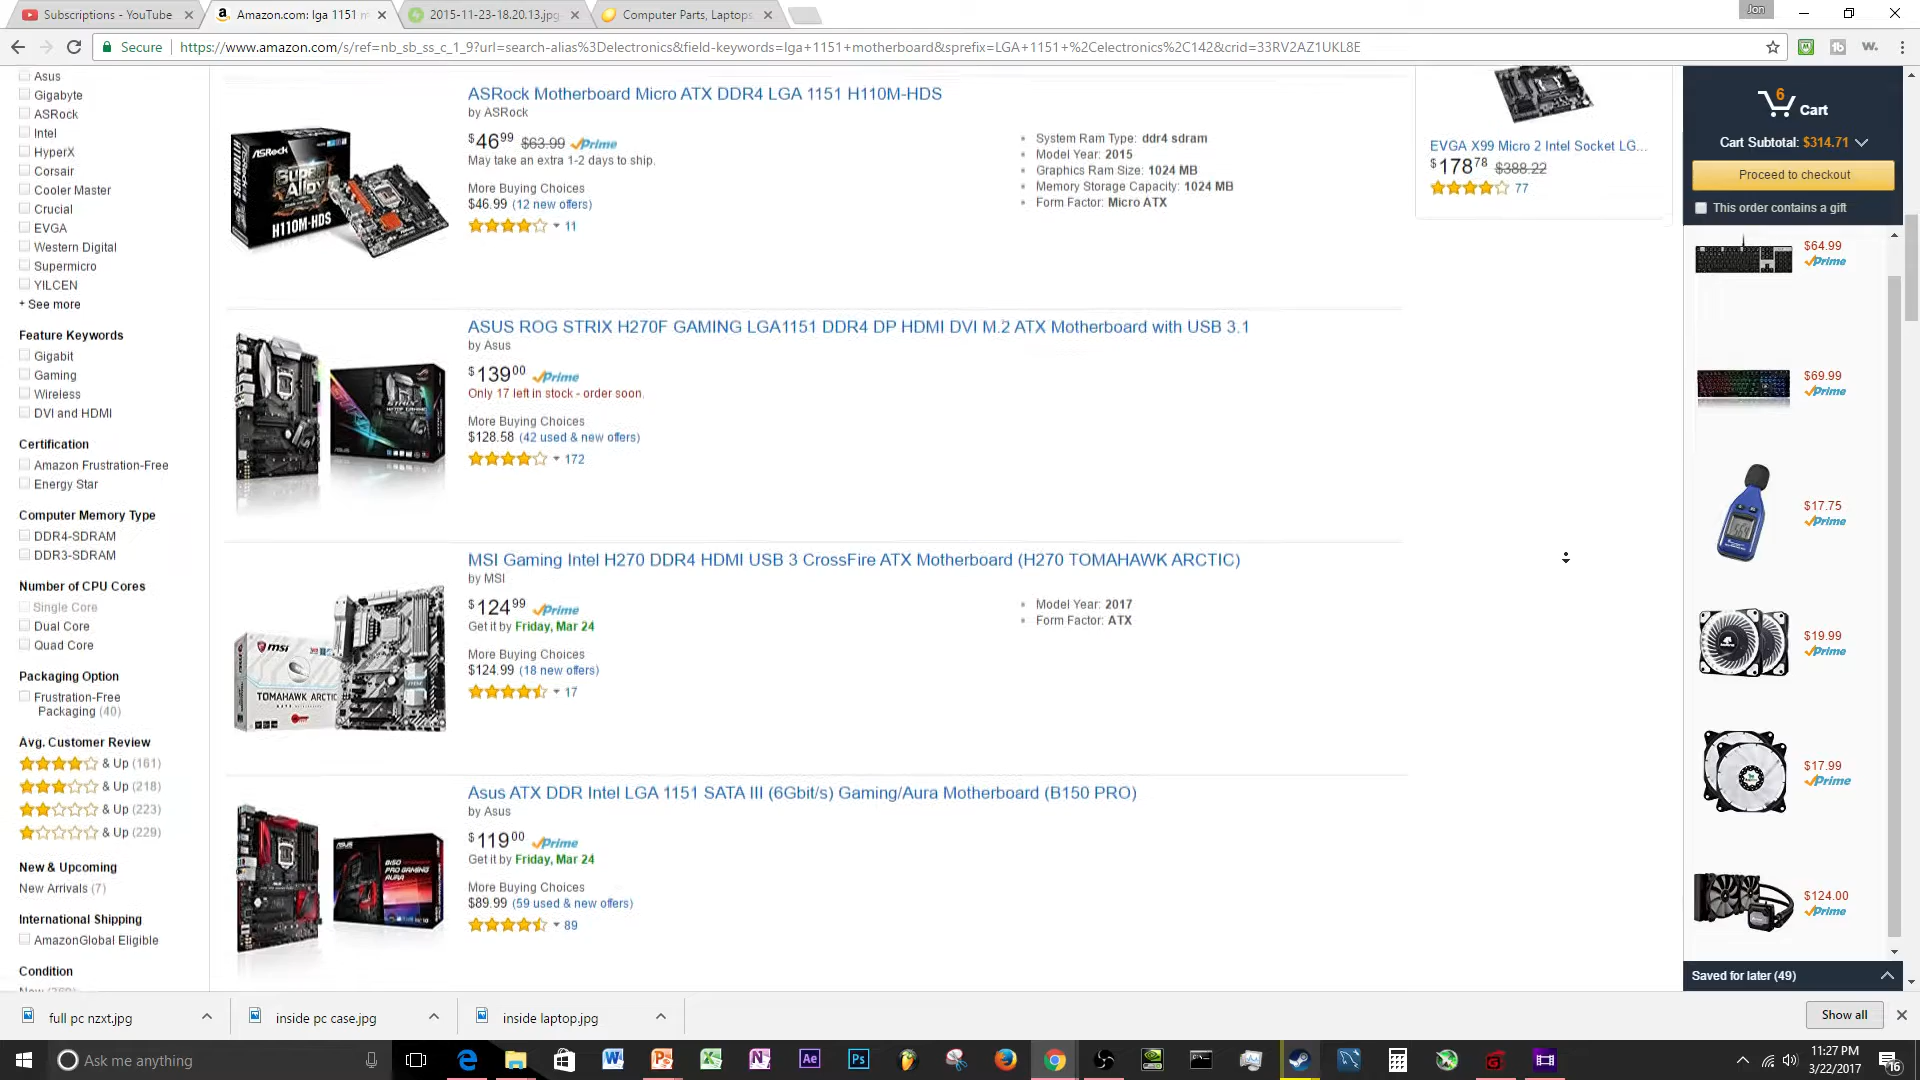 Subscriptions - YouTube
Amazon.com: lga 1151 m
2015-11-23-18.20.13.jpg
Computer Parts, Laptops
Jon
Secure
https://www.amazon.com/s/ref=nb_sb_ss_c_1_9?url=search-alias%3Delectronics&field-keywords=lga+1151+motherboard&sprefix=LGA+1151+%2Celectronics%2C142&crid=33RV2AZ1UKL8E
Asus
Gigabyte
ASRock
Intel
HyperX
Corsair
Cooler Master
Crucial
EVGA
Western Digital
Supermicro
YILCEN
+ See more
Feature Keywords
Gigabit
Gaming
Wireless
DVI and HDMI
Certification
Amazon Frustration-Free
Energy Star
Computer Memory Type
DDR4-SDRAM
DDR3-SDRAM
Number of CPU Cores
Single Core
Dual Core
Quad Core
Packaging Option
Frustration-Free
Packaging (40)
Avg. Customer Review
& Up (161)
& Up (218)
& Up (223)
& Up (229)
New & Upcoming
New Arrivals (7)
International Shipping
AmazonGlobal Eligible
Condition
ASRock Motherboard Micro ATX DDR4 LGA 1151 H110M-HDS
by ASRock
$46.99 $63.99 Prime
May take an extra 1-2 days to ship.
More Buying Choices
$46.99 (12 new offers)
11
System Ram Type: ddr4 sdram
Model Year: 2015
Graphics Ram Size: 1024 MB
Memory Storage Capacity: 1024 MB
Form Factor: Micro ATX
ASRock
Super
Alloy
H110M-HDS
ASUS ROG STRIX H270F GAMING LGA1151 DDR4 DP HDMI DVI M.2 ATX Motherboard with USB 3.1
by Asus
$139.00 Prime
Only 17 left in stock - order soon.
More Buying Choices
$128.58 (42 used & new offers)
172
MSI Gaming Intel H270 DDR4 HDMI USB 3 CrossFire ATX Motherboard (H270 TOMAHAWK ARCTIC)
by MSI
$124.99 Prime
Get it by Friday, Mar 24
More Buying Choices
$124.99 (18 new offers)
17
Model Year: 2017
Form Factor: ATX
msi
TOMAHAWK ARCTIC
Asus ATX DDR Intel LGA 1151 SATA III (6Gbit/s) Gaming/Aura Motherboard (B150 PRO)
by Asus
$119.00 Prime
Get it by Friday, Mar 24
More Buying Choices
$89.99 (59 used & new offers)
89
B150
PRO GAMING
AURA
EVGA X99 Micro 2 Intel Socket LG...
$178.78 $388.22
77
6
Cart
Cart Subtotal: $314.71
Proceed to checkout
This order contains a gift
$64.99
Prime
$69.99
Prime
$17.75
Prime
$19.99
Prime
$17.99
Prime
$124.00
Prime
Saved for later (49)
full pc nzxt.jpg
inside pc case.jpg
inside laptop.jpg
Show all
Ask me anything
11:27 PM
3/22/2017
16